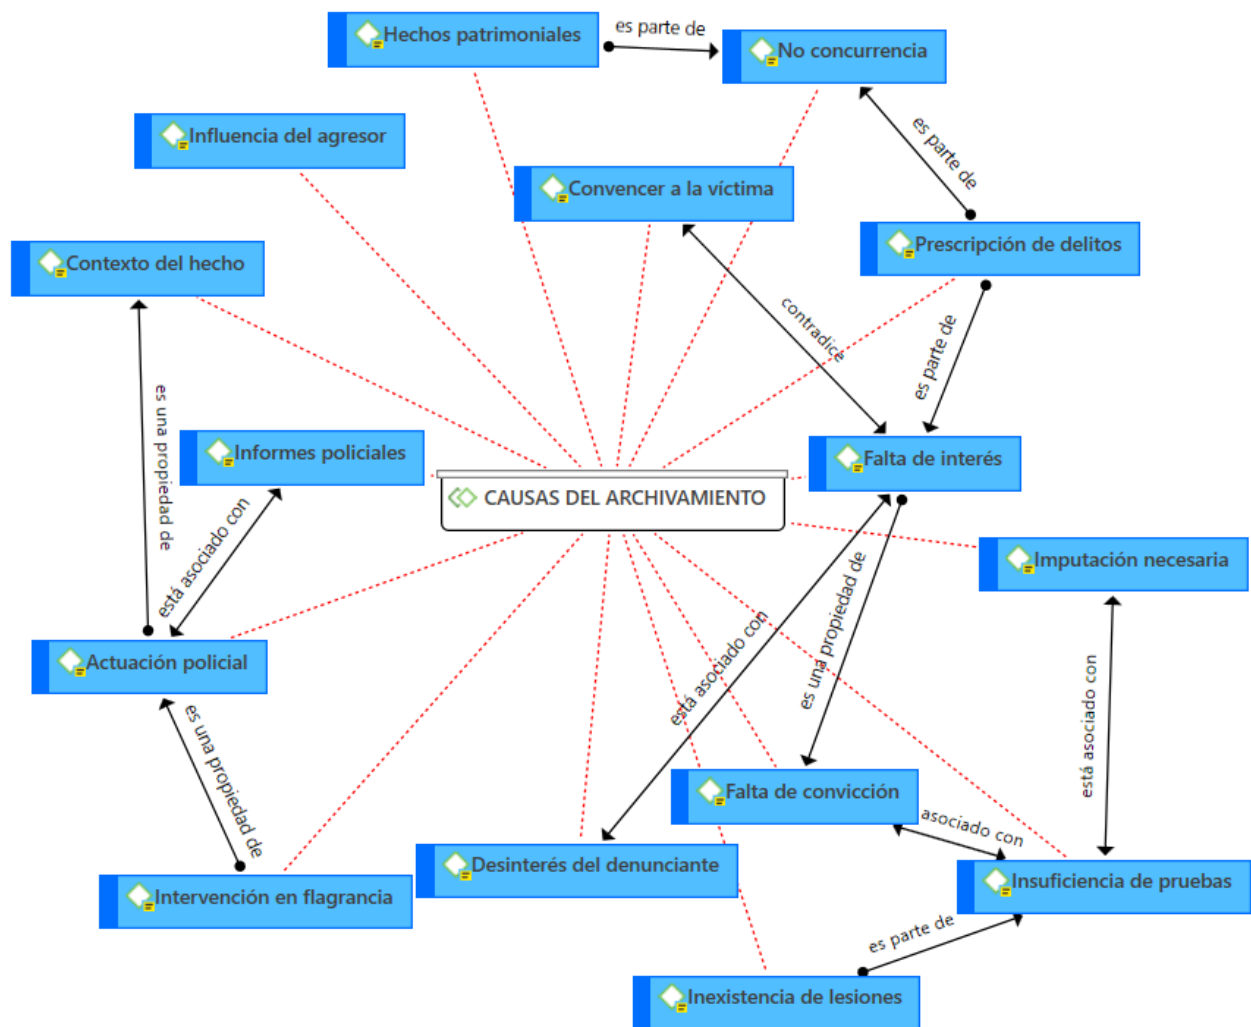 Hechos patrimoniales
es parte de
No concurrencia
Influencia del agresor
es parte de
Convencer a la víctima
Prescripción de delitos
Contexto del hecho
contradice
es parte de
es una propiedad de
Informes policiales
Falta de interés
CAUSAS DEL ARCHIVAMIENTO
está asociado con
Imputación necesaria
es una propiedad de
está asociado con
Actuación policial
está asociado con
es una propiedad de
Falta de convicción
asociado con
Desinterés del denunciante
Insuficiencia de pruebas
Intervención en flagrancia
es parte de
Inexistencia de lesiones